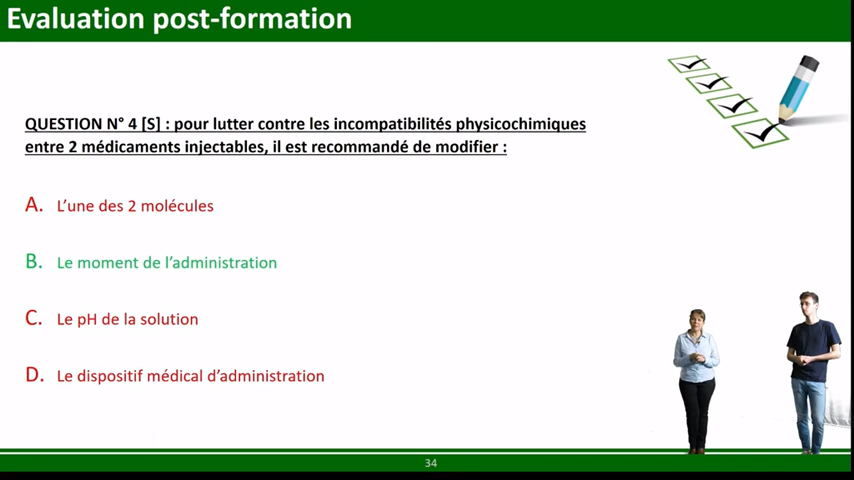 Evaluation post-formation
QUESTION N° 4 [S] : pour lutter contre les incompatibilités physicochimiques
entre 2 médicaments injectables, il est recommandé de modifier :
A. L’une des 2 molécules
B. Le moment de l’administration
C. Le pH de la solution
D. Le dispositif médical d’administration
34